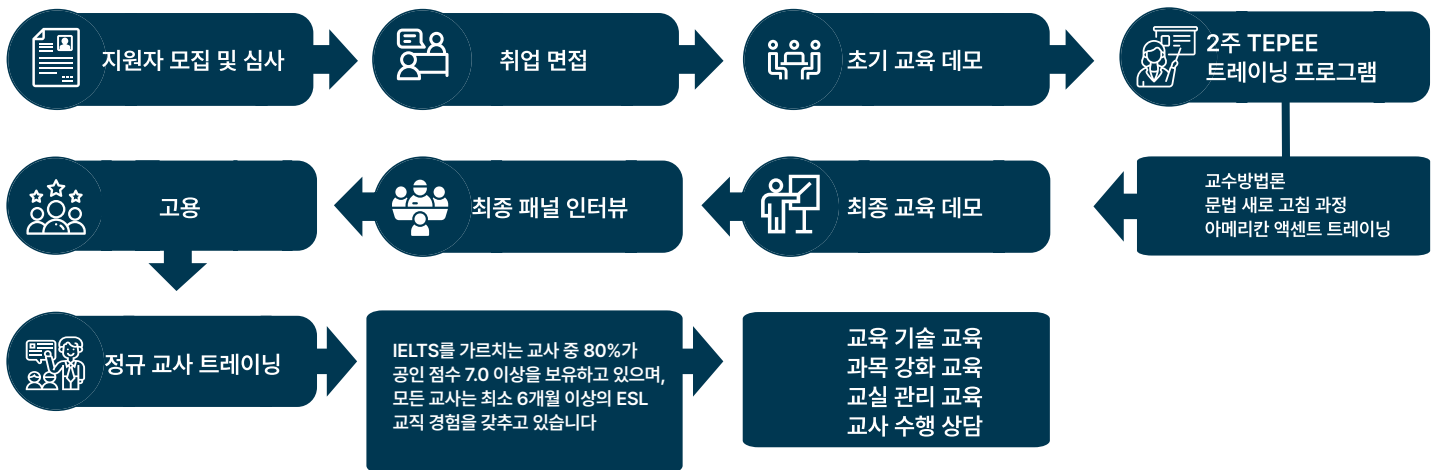 지원자 모집 및 심사
취업 면접
초기 교육 데모
2주 TEPEE
트레이닝 프로그램
교수방법론
문법 새로 고침 과정
아메리칸 액센트 트레이닝
최종 교육 데모
최종 패널 인터뷰
고용
정규 교사 트레이닝
IELTS를 가르치는 교사 중 80%가
공인 점수 7.0 이상을 보유하고 있으며,
모든 교사는 최소 6개월 이상의 ESL
교직 경험을 갖추고 있습니다
교육 기술 교육
과목 강화 교육
교실 관리 교육
교사 수행 상담